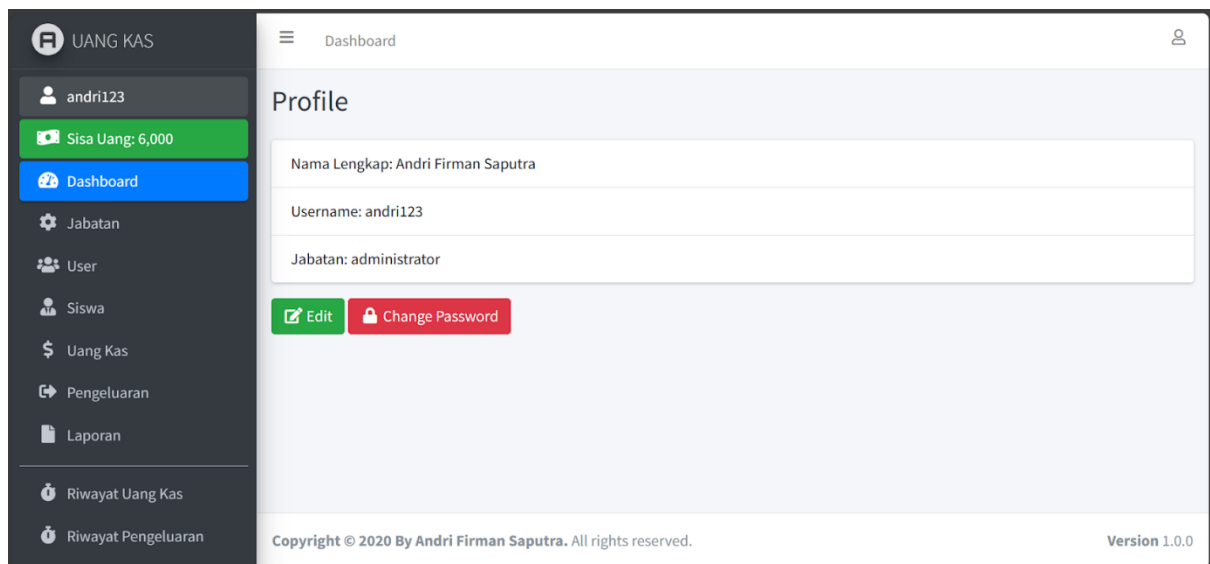 UANG KAS
andri123
Sisa Uang: 6,000
Dashboard
Jabatan
User
Siswa
Uang Kas
Pengeluaran
Laporan
Riwayat Uang Kas
Riwayat Pengeluaran
Dashboard
Profile
Nama Lengkap: Andri Firman Saputra
Username: andri123
Jabatan: administrator
Edit
Change Password
Copyright © 2020 By Andri Firman Saputra. All rights reserved.
Version 1.0.0